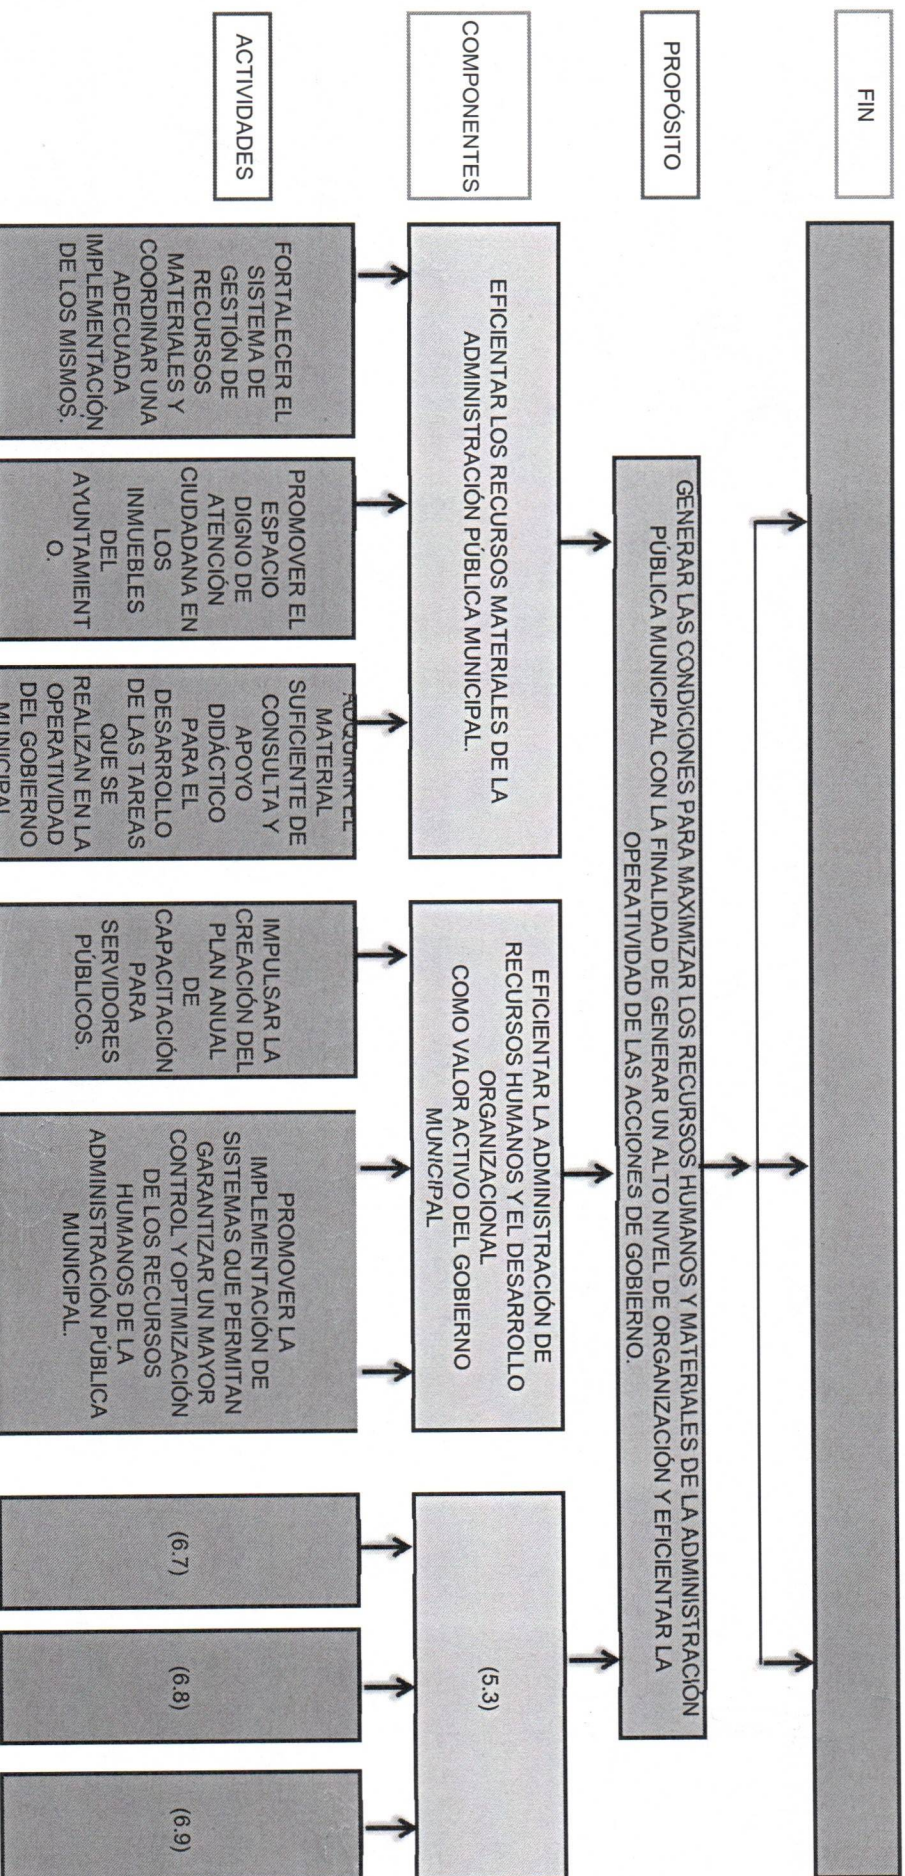 FIN
PROPÓSITO
GENERAR LAS CONDICIONES PARA MAXIMIZAR LOS RECURSOS HUMANOS Y MATERIALES DE LA ADMINISTRACIÓN
PÚBLICA MUNICIPAL CON LA FINALIDAD DE GENERAR UN ALTO NIVEL DE ORGANIZACIÓN Y EFICIENTAR LA
OPERATIVIDAD DE LAS ACCIONES DE GOBIERNO.
COMPONENTES
EFICIENTAR LOS RECURSOS MATERIALES DE LA
ADMINISTRACIÓN PÚBLICA MUNICIPAL.
EFICIENTAR LA ADMINISTRACIÓN DE
RECURSOS HUMANOS Y EL DESARROLLO
ORGANIZACIONAL
COMO VALOR ACTIVO DEL GOBIERNO
MUNICIPAL
(5.3)
ACTIVIDADES
FORTALECER EL
SISTEMA DE
GESTIÓN DE
RECURSOS
MATERIALES Y
COORDINAR UNA
ADECUADA
IMPLEMENTACIÓN
DE LOS MISMOS.
PROMOVER EL
ESPACIO
DIGNO DE
ATENCIÓN
CIUDADANA EN
LOS
INMUEBLES
DEL
AYUNTAMIENT
O.
ADQUIRIR EL
MATERIAL
SUFICIENTE DE
CONSULTA Y
APOYO
DIDÁCTICO
PARA EL
DESARROLLO
DE LAS TAREAS
QUE SE
REALIZAN EN LA
OPERATIVIDAD
DEL GOBIERNO
MUNICIPAL
IMPULSAR LA
CREACIÓN DEL
PLAN ANUAL
DE
CAPACITACIÓN
PARA
SERVIDORES
PÚBLICOS.
PROMOVER LA
IMPLEMENTACIÓN DE
SISTEMAS QUE PERMITAN
GARANTIZAR UN MAYOR
CONTROL Y OPTIMIZACIÓN
DE LOS RECURSOS
HUMANOS DE LA
ADMINISTRACIÓN PÚBLICA
MUNICIPAL.
(6.7)
(6.8)
(6.9)